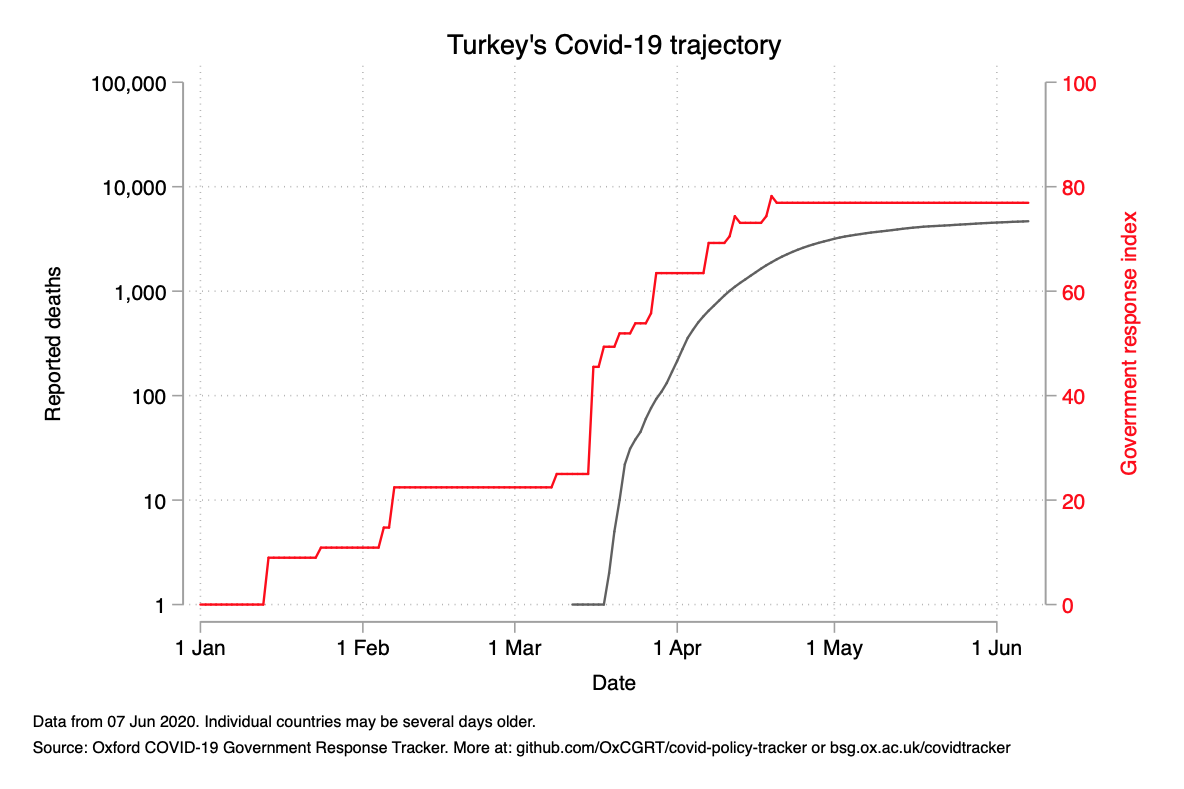 Turkey's Covid-19 trajectory
100,000
10,000
1,000
100
10
1
Reported deaths
100
80
60
40
20
0
Government response index
1 Jan
1 Feb
1 Mar
1 Apr
1 May
1 Jun
Date
Data from 07 Jun 2020. Individual countries may be several days older.
Source: Oxford COVID-19 Government Response Tracker. More at: github.com/OxCGRT/covid-policy-tracker or bsg.ox.ac.uk/covidtracker